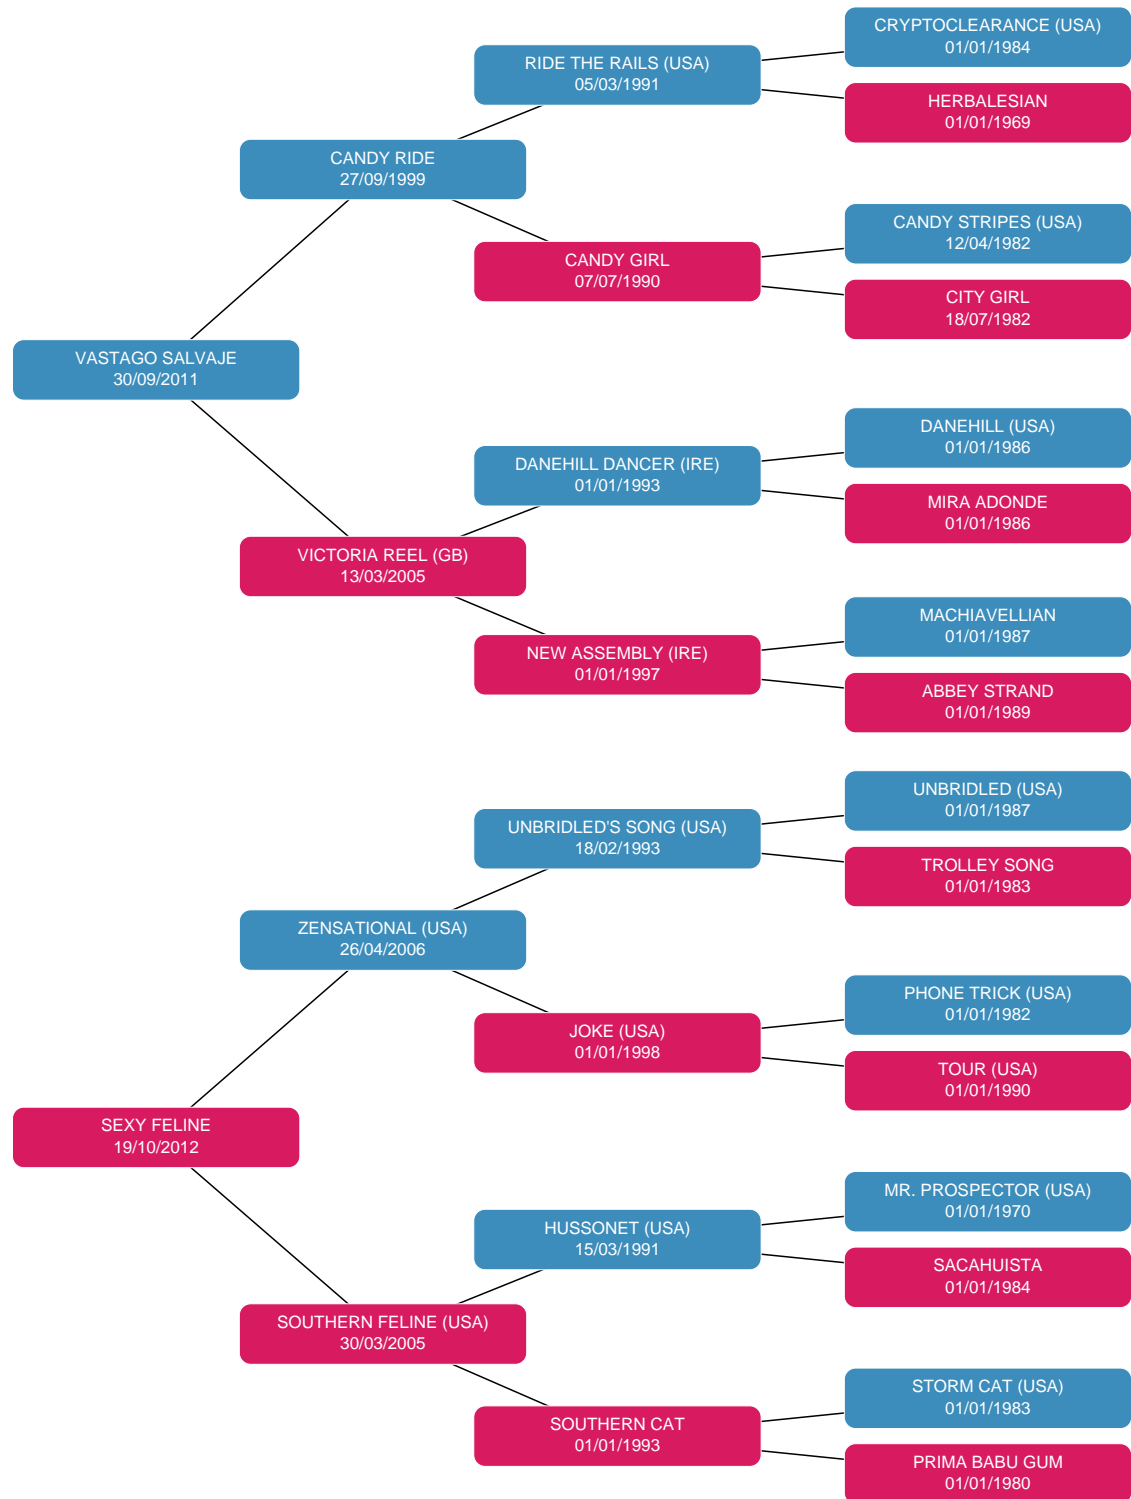 CRYPTOCLEARANCE (USA)
01/01/1984
RIDE THE RAILS (USA)
05/03/1991
HERBALESIAN
01/01/1969
CANDY RIDE
27/09/1999
CANDY STRIPES (USA)
12/04/1982
CANDY GIRL
07/07/1990
CITY GIRL
18/07/1982
VASTAGO SALVAJE
30/09/2011
DANEHILL (USA)
01/01/1986
DANEHILL DANCER (IRE)
01/01/1993
MIRA ADONDE
01/01/1986
VICTORIA REEL (GB)
13/03/2005
MACHIAVELLIAN
01/01/1987
NEW ASSEMBLY (IRE)
01/01/1997
ABBEY STRAND
01/01/1989
UNBRIDLED (USA)
01/01/1987
UNBRIDLED'S SONG (USA)
18/02/1993
TROLLEY SONG
01/01/1983
ZENSATIONAL (USA)
26/04/2006
PHONE TRICK (USA)
01/01/1982
JOKE (USA)
01/01/1998
TOUR (USA)
01/01/1990
SEXY FELINE
19/10/2012
MR. PROSPECTOR (USA)
01/01/1970
HUSSONET (USA)
15/03/1991
SACAHUISTA
01/01/1984
SOUTHERN FELINE (USA)
30/03/2005
STORM CAT (USA)
01/01/1983
SOUTHERN CAT
01/01/1993
PRIMA BABU GUM
01/01/1980